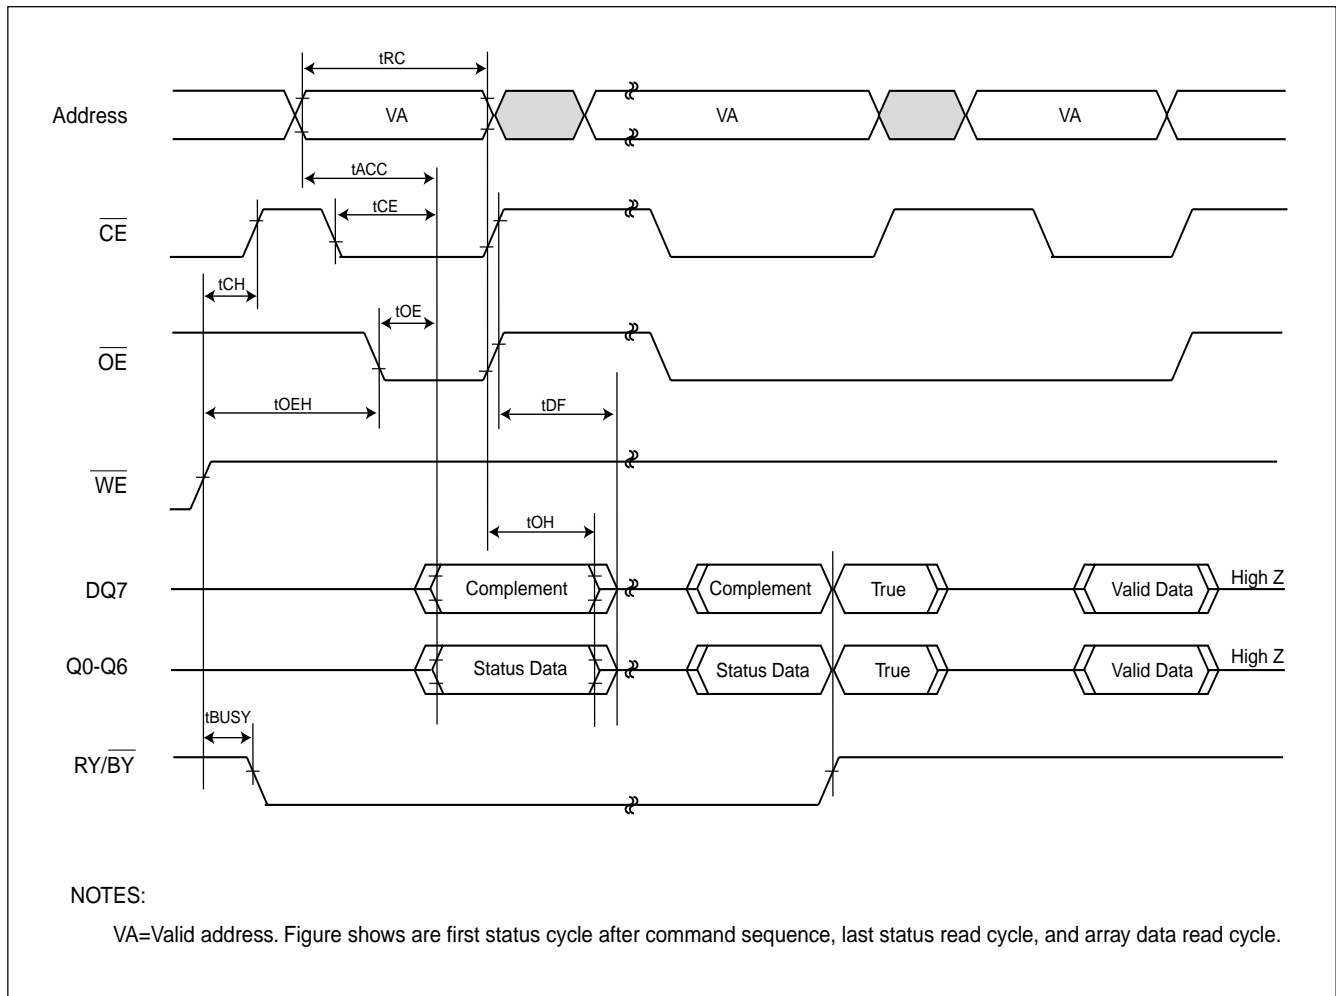 tRC
Address VA VA VA
tACC
tCE
CE
tCH
tOE
OE
tOEH
tDF
WE
tOH
DQ7 Complement Complement True Valid Data High Z
Q0-Q6 Status Data Status Data True Valid Data High Z
tBUSY
RY/BY
NOTES:
VA=Valid address. Figure shows are first status cycle after command sequence, last status read cycle, and array data read cycle.